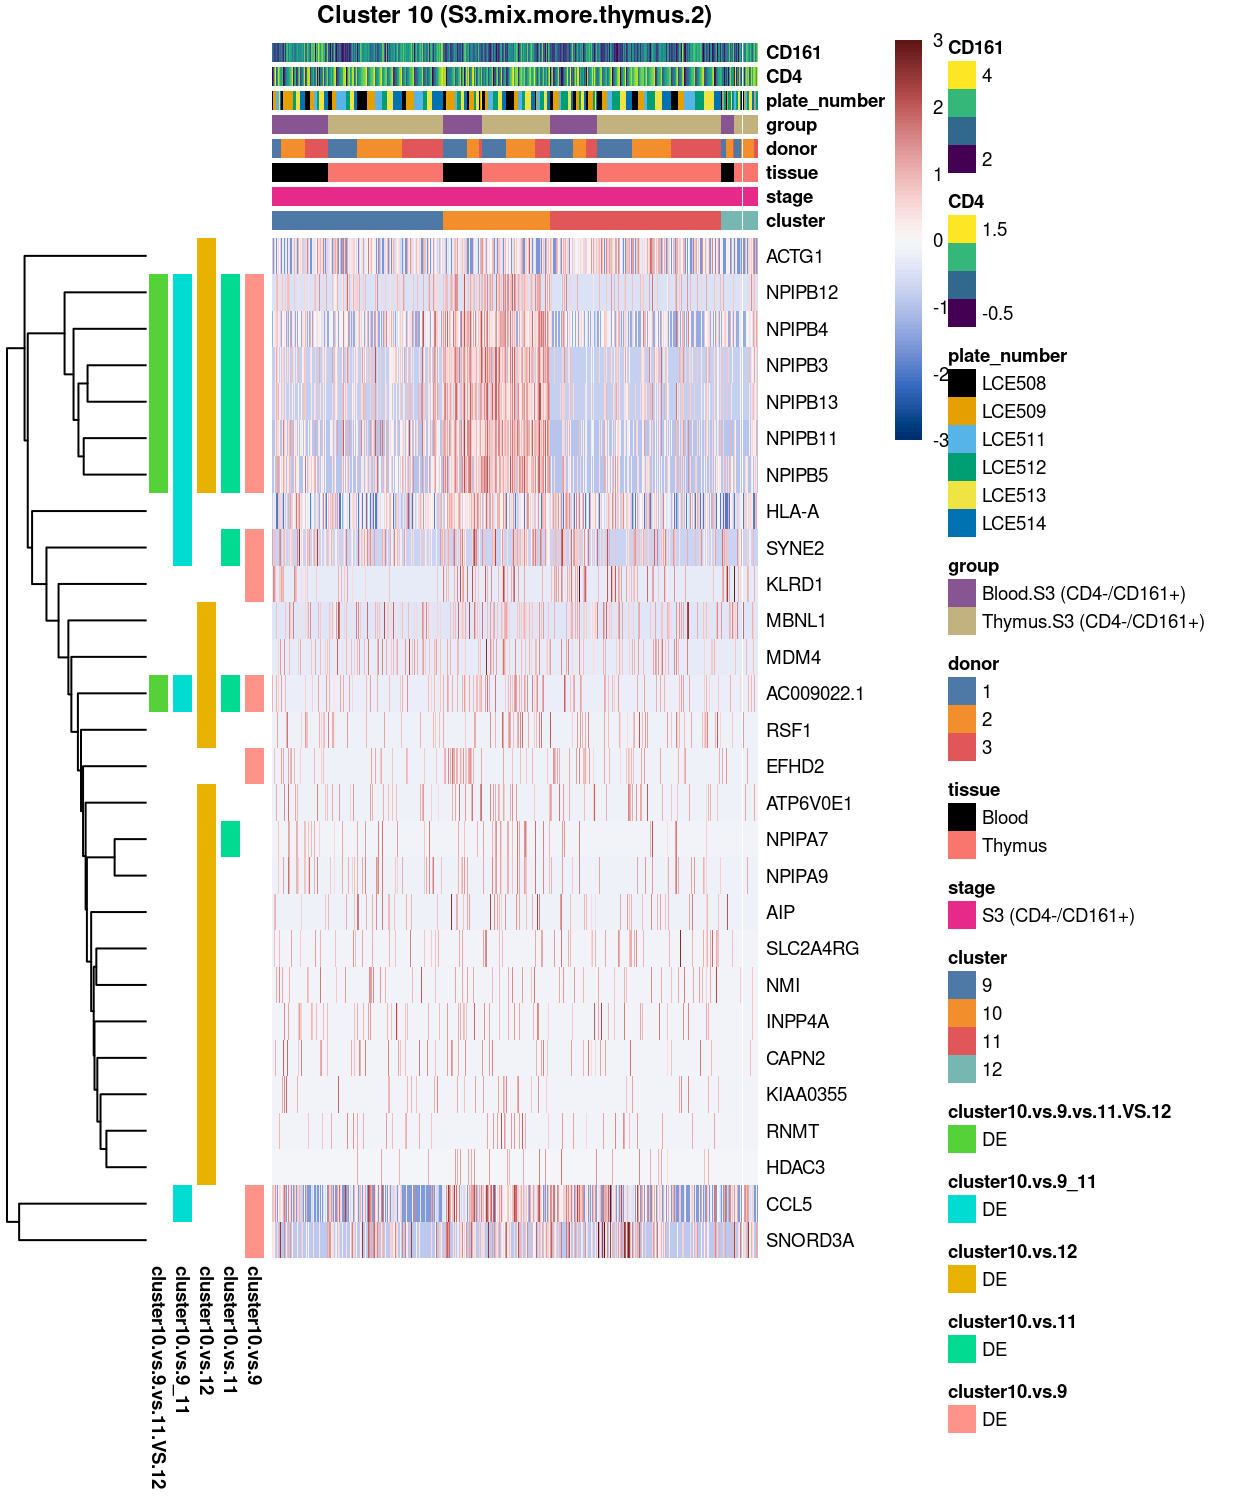 Cluster 10 (S3.mix.more.thymus.2)
CD161
CD4
plate_number
group
donor
tissue
stage
cluster
ACTG1
NPIPB12
NPIPB4
NPIPB3
NPIPB13
NPIPB11
NPIPB5
HLA-A
SYNE2
KLRD1
MBNL1
MDM4
AC009022.1
RSF1
EFHD2
ATP6V0E1
NPIPA7
NPIPA9
AIP
SLC2A4RG
NMI
INPP4A
CAPN2
KIAA0355
RNMT
HDAC3
CCL5
SNORD3A
cluster10.vs.9.vs.11.VS.12
cluster10.vs.9_11
cluster10.vs.12
cluster10.vs.11
cluster10.vs.9
3
2
1
0
-1
-2
-3
CD161
4
2
CD4
1.5
-0.5
plate_number
LCE508
LCE509
LCE511
LCE512
LCE513
LCE514
group
Blood.S3 (CD4-/CD161+)
Thymus.S3 (CD4-/CD161+)
donor
1
2
3
tissue
Blood
Thymus
stage
S3 (CD4-/CD161+)
cluster
9
10
11
12
cluster10.vs.9.vs.11.VS.12
DE
cluster10.vs.9_11
DE
cluster10.vs.12
DE
cluster10.vs.11
DE
cluster10.vs.9
DE